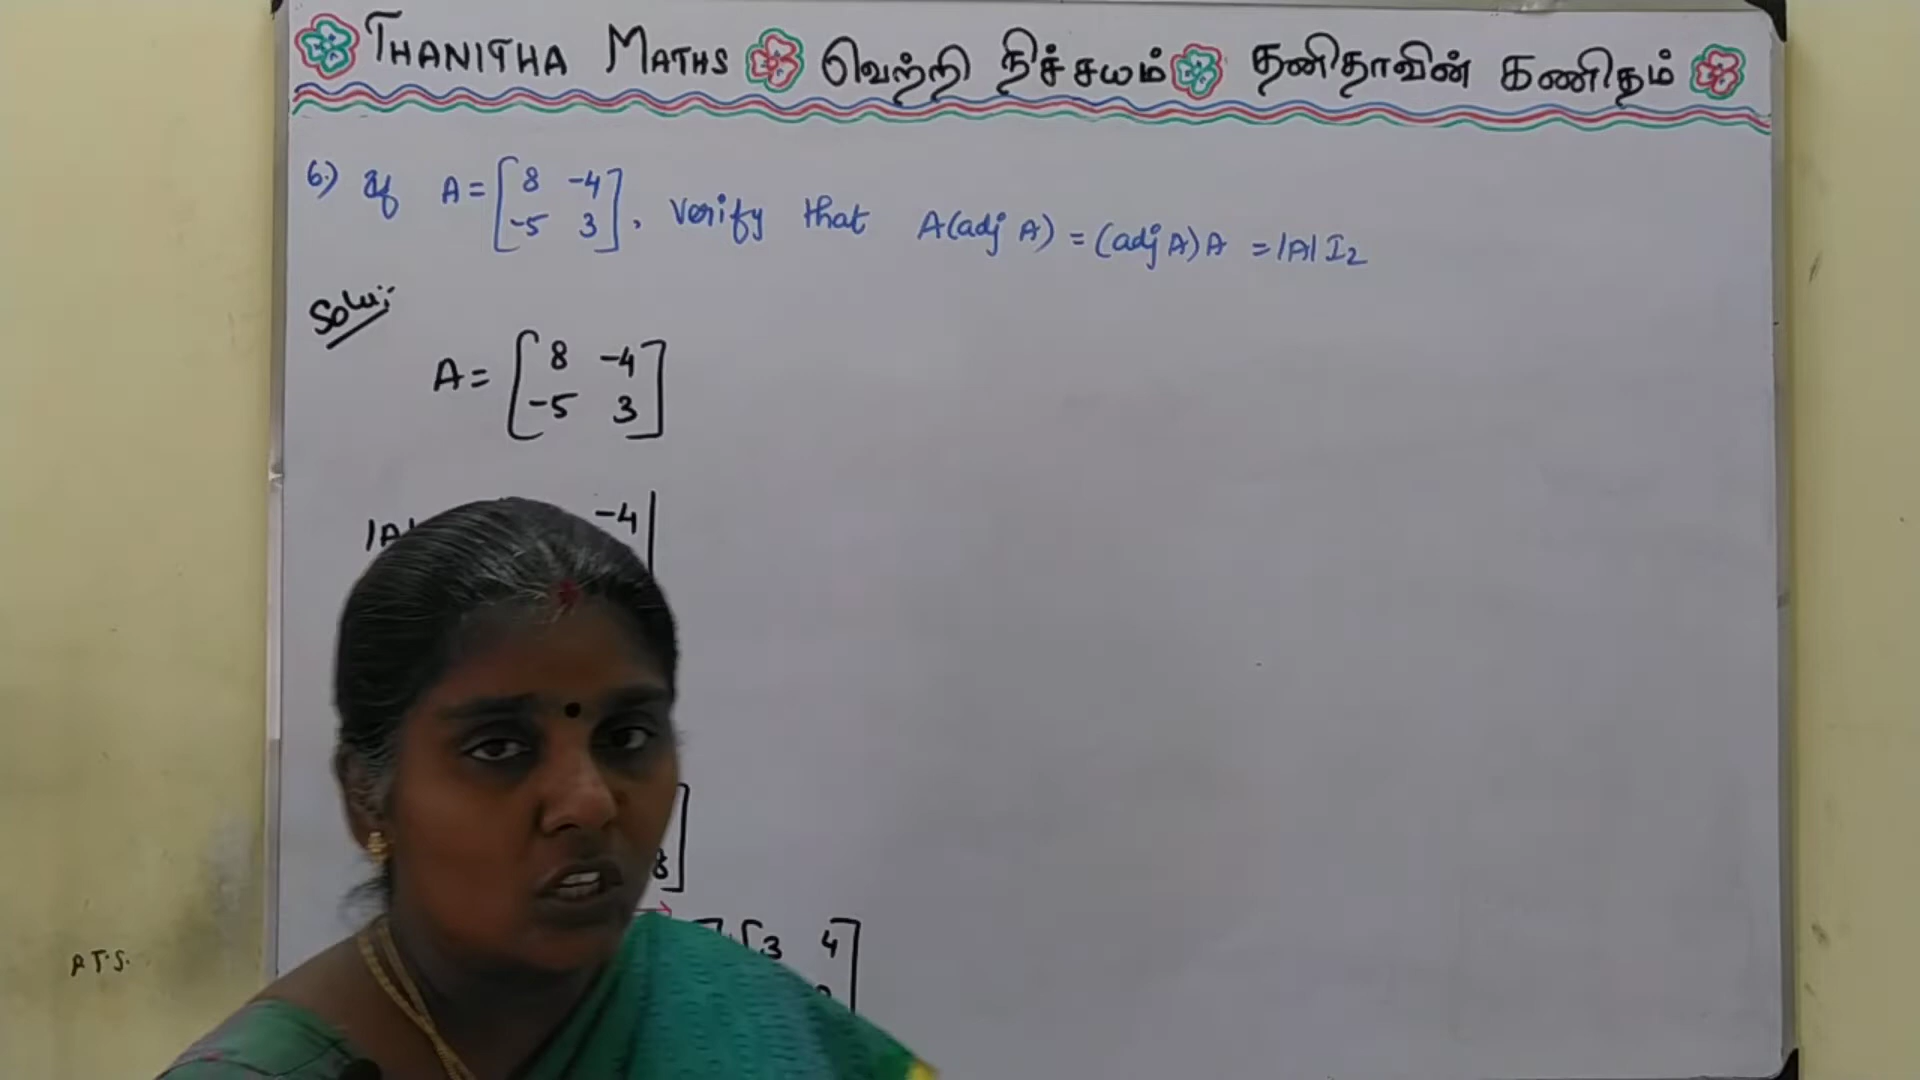 THANITHA MATHS வெற்றி நிச்சயம் தனிதாவின் கணிதம்
6.) If A = [8 -4
-5 3], verify that A(adj A) = (adj A)A = |A| I₂
Solu:
A = [8 -4
-5 3]
|A| -4|
]
8]
] [3 4]
P.T.S.